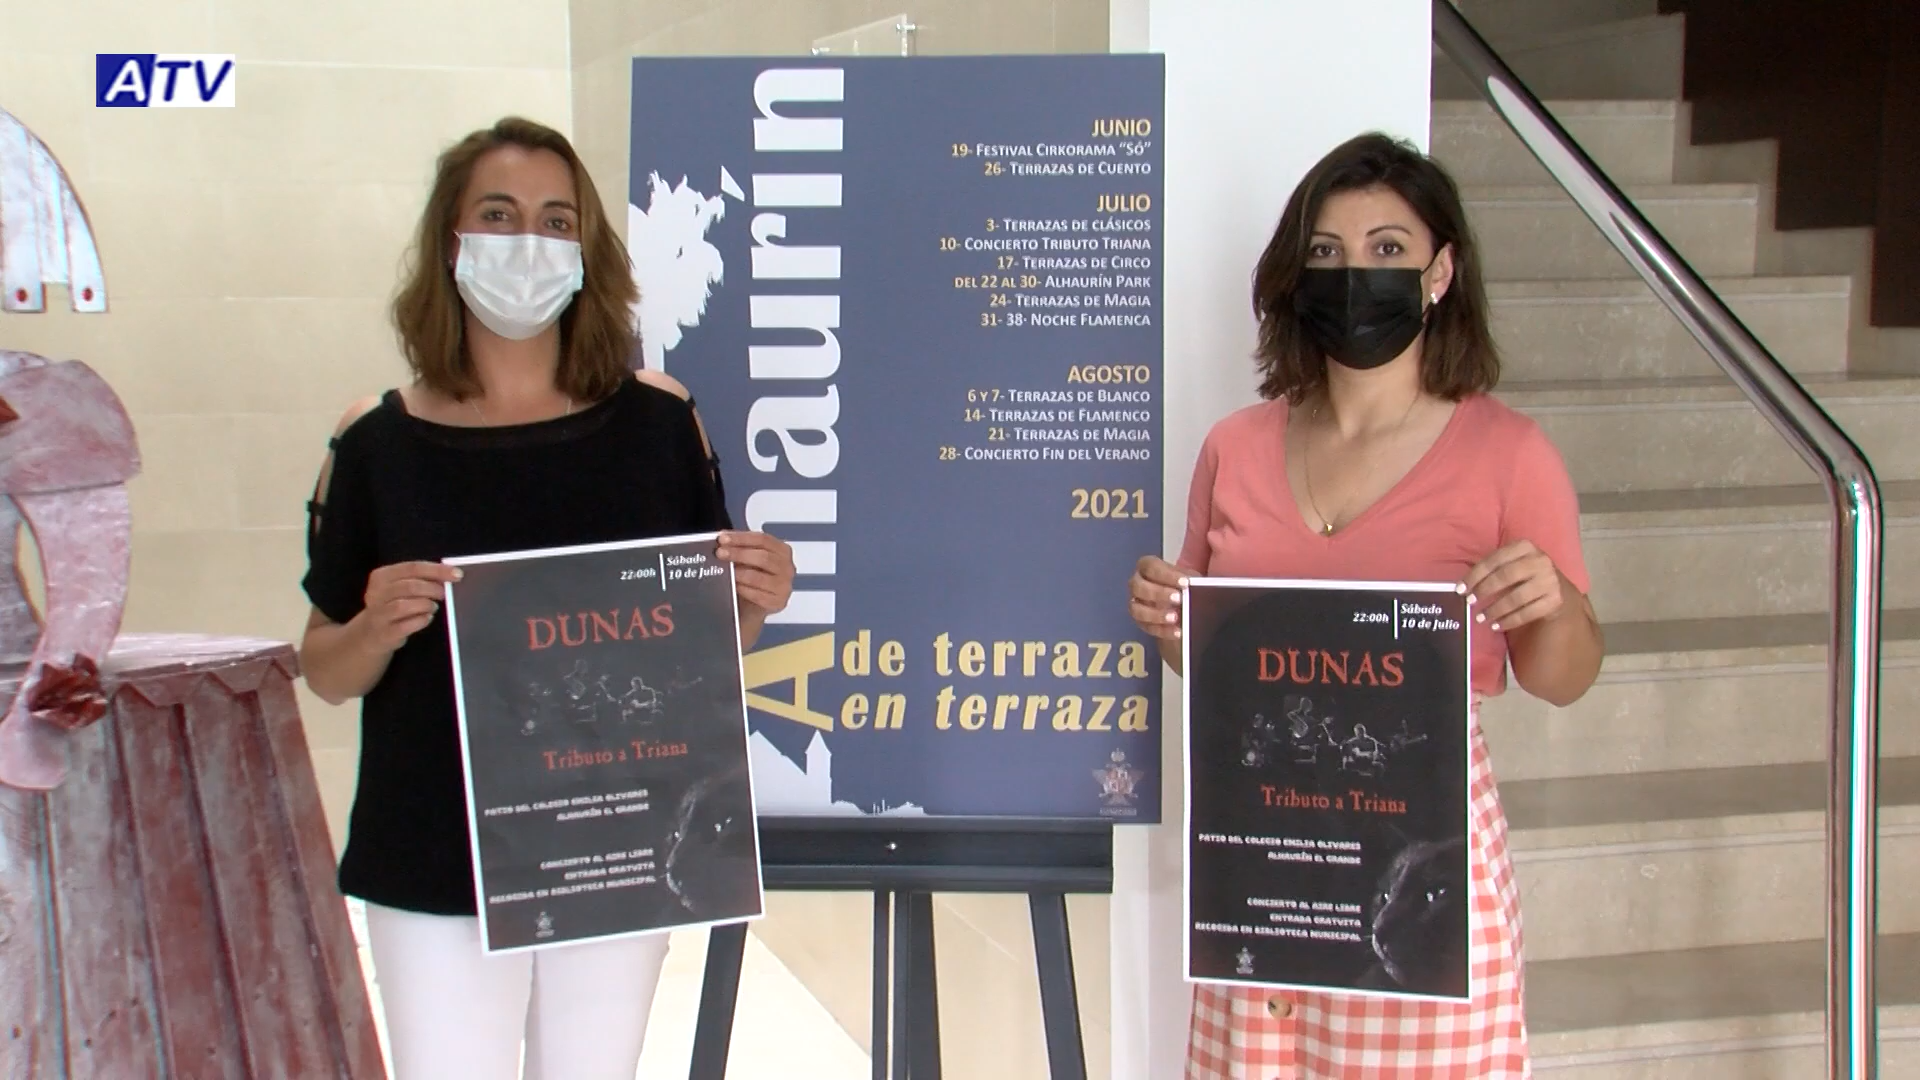 ATV
Alhaurín
JUNIO
19- FESTIVAL CIRKORAMA "SÓ"
26- TERRAZAS DE CUENTO
JULIO
3- TERRAZAS DE CLÁSICOS
10- CONCIERTO TRIBUTO TRIANA
17- TERRAZAS DE CIRCO
DEL 22 AL 30- ALHAURÍN PARK
24- TERRAZAS DE MAGIA
31- 38· NOCHE FLAMENCA
AGOSTO
6 Y 7- TERRAZAS DE BLANCO
14- TERRAZAS DE FLAMENCO
21- TERRAZAS DE MAGIA
28- CONCIERTO FIN DEL VERANO
2021
de terraza
en terraza
22:00h
Sábado
10 de Julio
DUNAS
Tributo a Triana
PATIO DEL COLEGIO EMILIA OLIVARES
ALHAURÍN EL GRANDE
CONCIERTO AL AIRE LIBRE
ENTRADA GRATUITA
RECOGIDA EN BIBLIOTECA MUNICIPAL
22:00h
Sábado
10 de Julio
DUNAS
Tributo a Triana
PATIO DEL COLEGIO EMILIA OLIVARES
ALHAURÍN EL GRANDE
CONCIERTO AL AIRE LIBRE
ENTRADA GRATUITA
RECOGIDA EN BIBLIOTECA MUNICIPAL